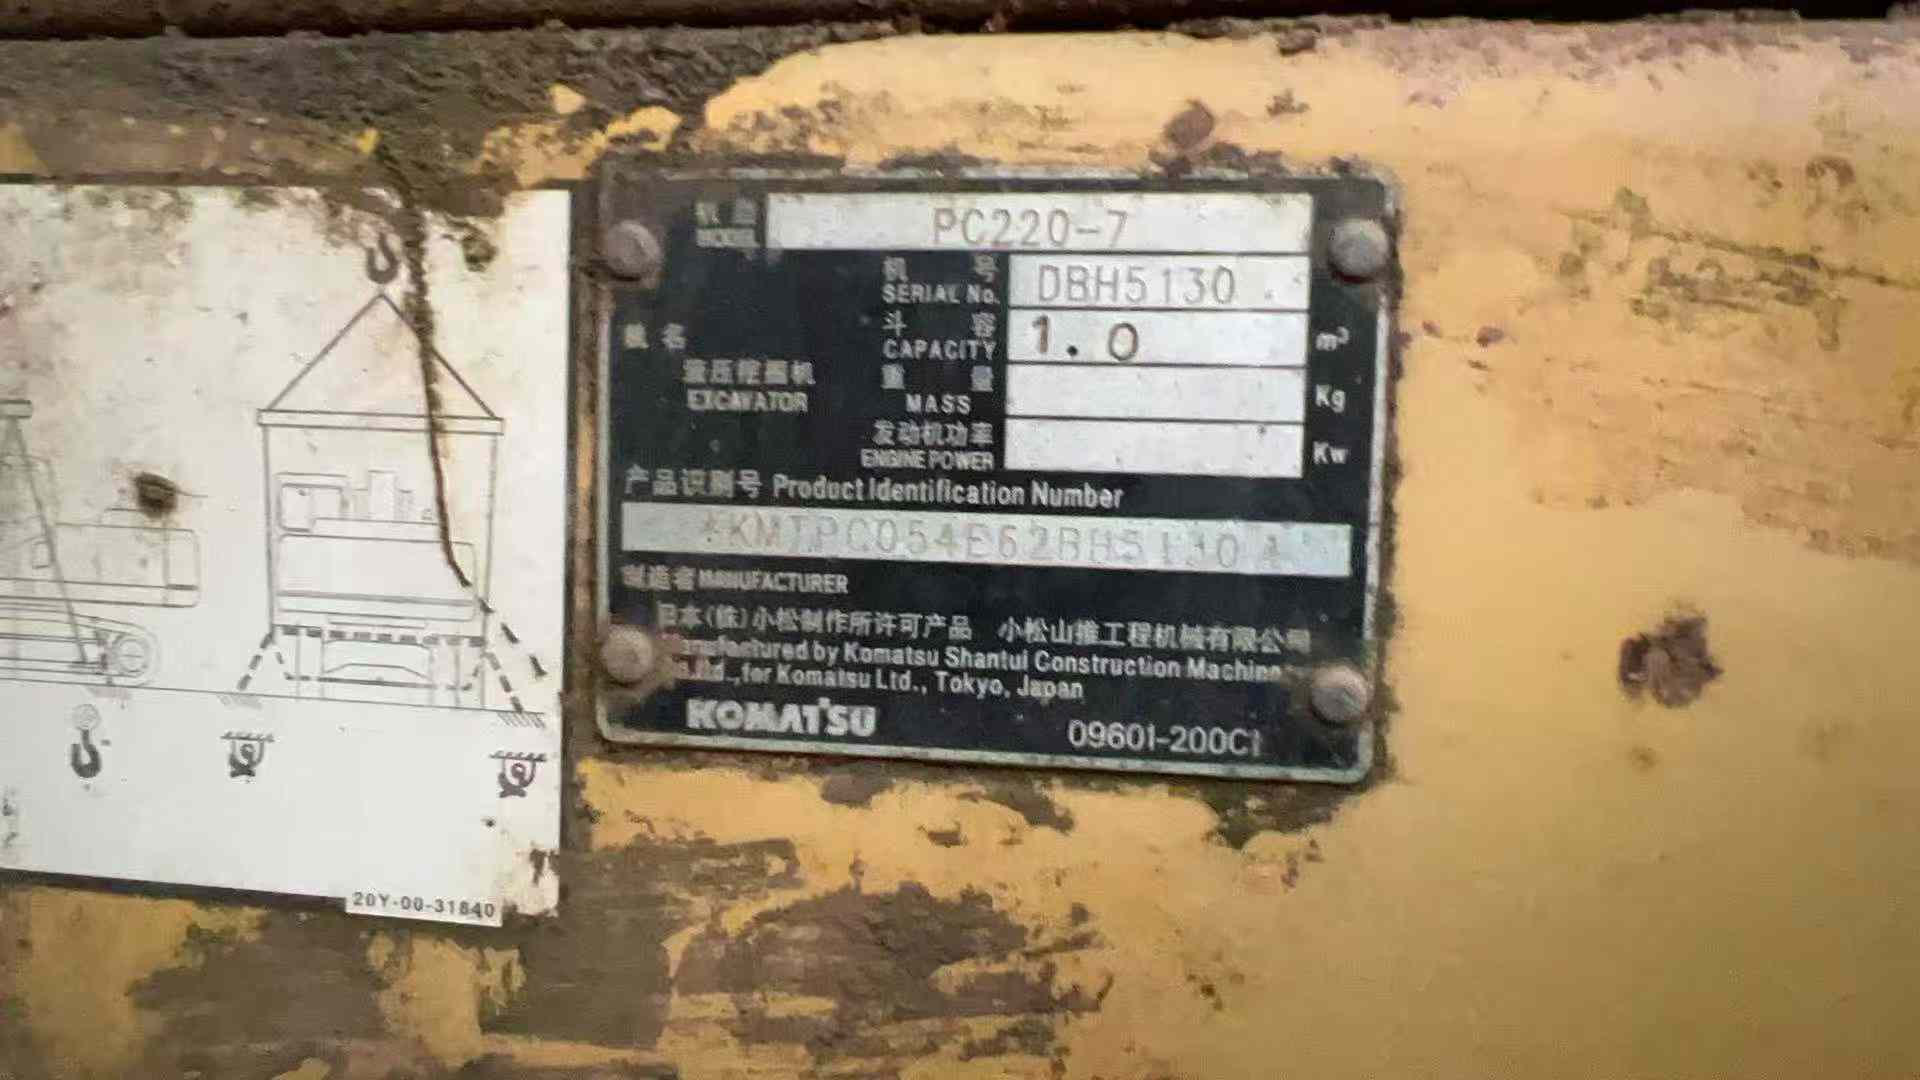 机型 MODEL PC220-7
机号 SERIAL No. DBH5130
机名
液压挖掘机
EXCAVATOR
斗容 CAPACITY 1.0 m³
重量 MASS Kg
发动机功率 ENGINE POWER Kw
产品识别号 Product Identification Number
*KMTPC054E62BH5130
制造者 MANUFACTURER
日本(株)小松制作所许可产品 小松山推工程机械有限公司
Manufactured by Komatsu Shantui Construction Machinery
Co.,Ltd., for Komatsu Ltd., Tokyo, Japan
KOMATSU 09601-200C1
20Y-00-31840